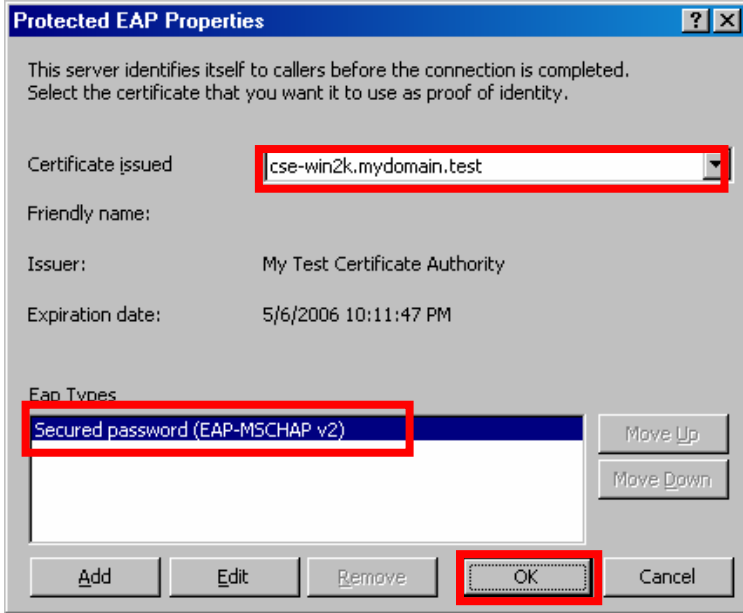 Protected EAP Properties
This server identifies itself to callers before the connection is completed.
Select the certificate that you want it to use as proof of identity.
Certificate issued
cse-win2k.mydomain.test
Friendly name:
Issuer:
My Test Certificate Authority
Expiration date:
5/6/2006 10:11:47 PM
Eap Types
Secured password (EAP-MSCHAP v2)
Move Up
Move Down
Add
Edit
Remove
OK
Cancel